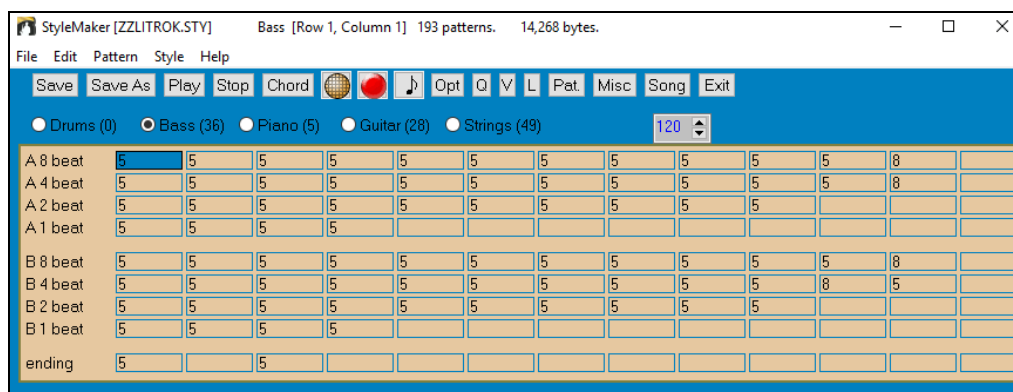 StyleMaker [ZZLITROK.STY] Bass [Row 1, Column 1] 193 patterns. 14,268 bytes.
File Edit Pattern Style Help
Save Save As Play Stop Chord Opt Q V L Pat. Misc Song Exit
Drums (0) Bass (36) Piano (5) Guitar (28) Strings (49) 120
A 8 beat 5 5 5 5 5 5 5 5 5 5 5 8
A 4 beat 5 5 5 5 5 5 5 5 5 5 5 8
A 2 beat 5 5 5 5 5 5 5 5 5 5
A 1 beat 5 5 5 5
B 8 beat 5 5 5 5 5 5 5 5 5 5 5 8
B 4 beat 5 5 5 5 5 5 5 5 5 5 8 5
B 2 beat 5 5 5 5 5 5 5 5 5 5
B 1 beat 5 5 5 5
ending 5 5